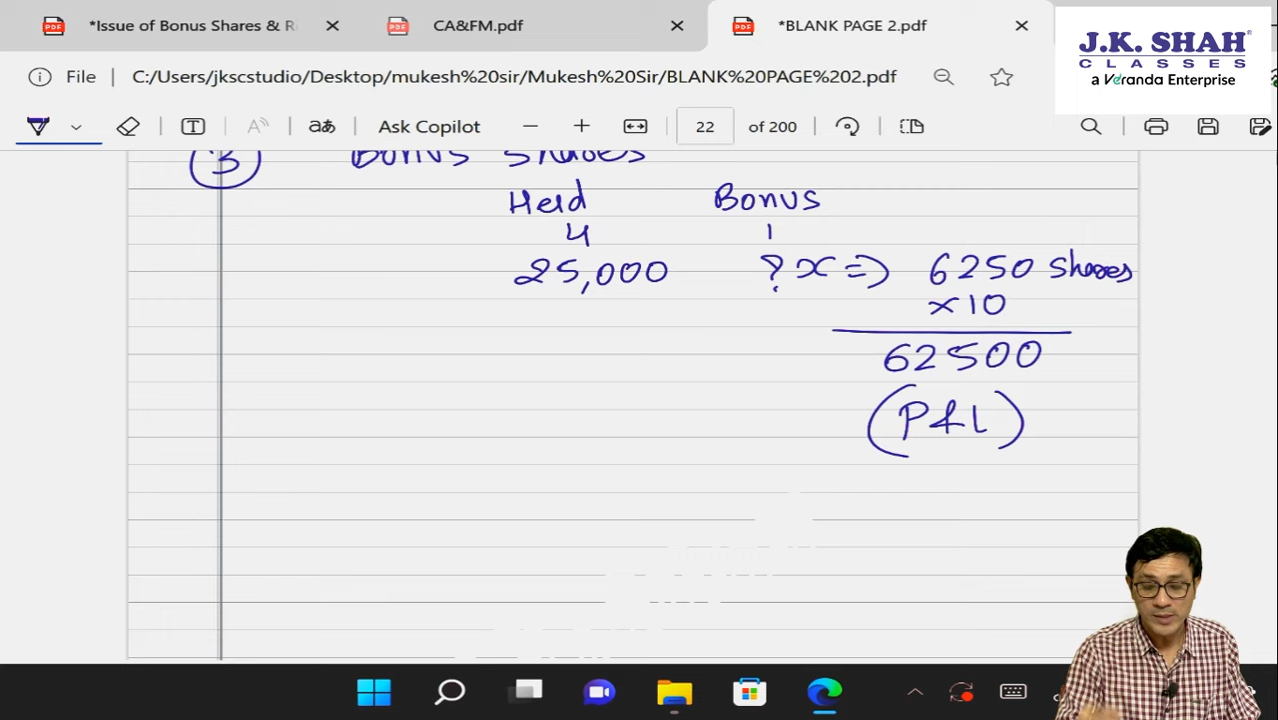 *Issue of Bonus Shares & R
CA&FM.pdf
*BLANK PAGE 2.pdf
J.K. SHAH®
CLASSES
a Veranda Enterprise
File
C:/Users/jkscstudio/Desktop/mukesh%20sir/Mukesh%20Sir/BLANK%20PAGE%202.pdf
aあ
Ask Copilot
22 of 200
3 Bonus Shares
Held Bonus
4 1
25,000 ? x => 6250 Shares
×10
62500
(P&L)